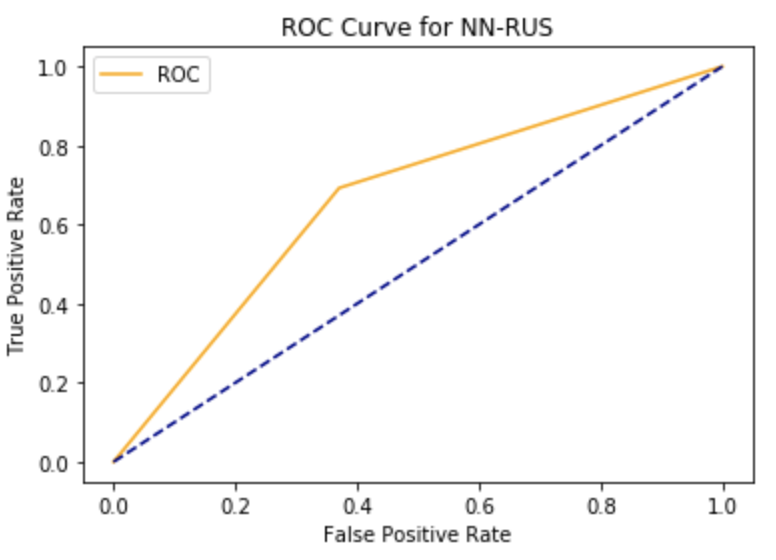 ROC Curve for NN-RUS
ROC
True Positive Rate
1.0
0.8
0.6
0.4
0.2
0.0
0.0 0.2 0.4 0.6 0.8 1.0
False Positive Rate